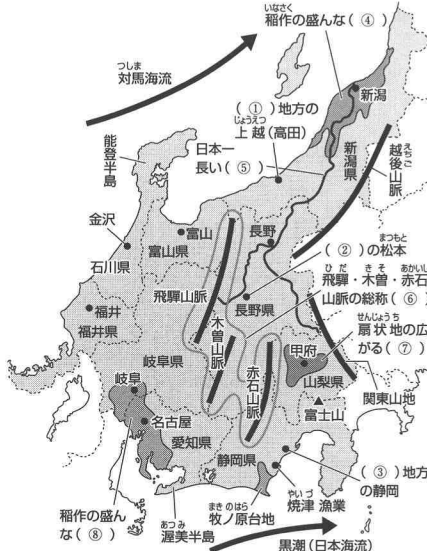 いなさく
稲作の盛んな（④）
つしま
対馬海流
新潟
（①）地方の
じょうえつ
上越(高田)
日本一
長い（⑤）
能登半島
新潟県
えちご
越後山脈
金沢
石川県
富山
富山県
長野
まつもと
（②）の松本
ひだ きそ あかいし
飛驒・木曽・赤石
山脈の総称（⑥）
飛驒山脈
長野県
福井
福井県
木曽山脈
せんじょうち
扇状地の広
がる（⑦）
甲府
岐阜県
赤石山脈
山梨県
岐阜
関東山地
富士山
名古屋
愛知県
静岡県
（③）地方
の静岡
稲作の盛ん
な（⑧）
あつみ
渥美半島
まきのはら
牧ノ原台地
やいづ
焼津 漁業
黒潮(日本海流)